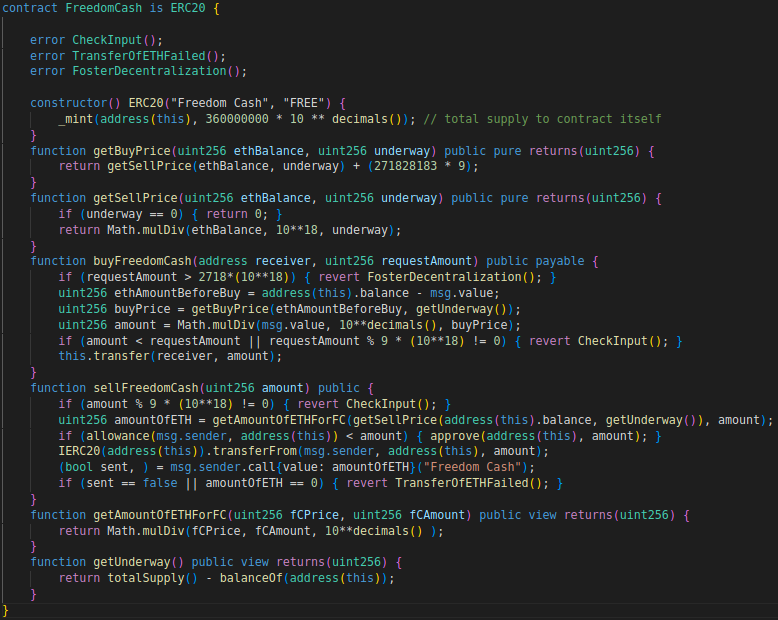 contract FreedomCash is ERC20 {
error CheckInput();
error TransferOfETHFailed();
error FosterDecentralization();
constructor() ERC20("Freedom Cash", "FREE") {
_mint(address(this), 360000000 * 10 ** decimals()); // total supply to contract itself
}
function getBuyPrice(uint256 ethBalance, uint256 underway) public pure returns(uint256) {
return getSellPrice(ethBalance, underway) + (271828183 * 9);
}
function getSellPrice(uint256 ethBalance, uint256 underway) public pure returns(uint256) {
if (underway == 0) { return 0; }
return Math.mulDiv(ethBalance, 10**18, underway);
}
function buyFreedomCash(address receiver, uint256 requestAmount) public payable {
if (requestAmount > 2718*(10**18)) { revert FosterDecentralization(); }
uint256 ethAmountBeforeBuy = address(this).balance - msg.value;
uint256 buyPrice = getBuyPrice(ethAmountBeforeBuy, getUnderway());
uint256 amount = Math.mulDiv(msg.value, 10**decimals(), buyPrice);
if (amount < requestAmount || requestAmount % 9 * (10**18) != 0) { revert CheckInput(); }
this.transfer(receiver, amount);
}
function sellFreedomCash(uint256 amount) public {
if (amount % 9 * (10**18) != 0) { revert CheckInput(); }
uint256 amountOfETH = getAmountOfETHForFC(getSellPrice(address(this).balance, getUnderway()), amount);
if (allowance(msg.sender, address(this)) < amount) { approve(address(this), amount); }
IERC20(address(this)).transferFrom(msg.sender, address(this), amount);
(bool sent, ) = msg.sender.call{value: amountOfETH}("Freedom Cash");
if (sent == false || amountOfETH == 0) { revert TransferOfETHFailed(); }
}
function getAmountOfETHForFC(uint256 fCPrice, uint256 fCAmount) public view returns(uint256) {
return Math.mulDiv(fCPrice, fCAmount, 10**decimals() );
}
function getUnderway() public view returns(uint256) {
return totalSupply() - balanceOf(address(this));
}
}